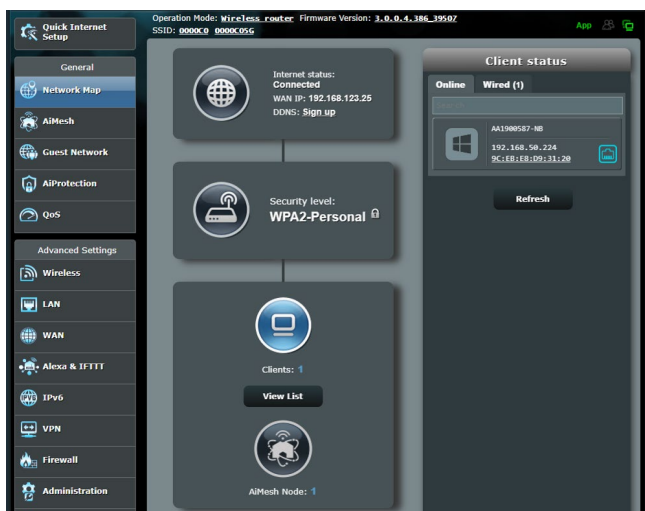 Quick Internet
Setup
Operation Mode: Wireless router Firmware Version: 3.0.0.4.386_39507
SSID: 0000C0 0000C05G
App
General
Network Map
AiMesh
Guest Network
AiProtection
QoS
Advanced Settings
Wireless
LAN
WAN
Alexa & IFTTT
IPv6
VPN
Firewall
Administration
Internet status:
Connected
WAN IP: 192.168.123.25
DDNS: Sign up
Security level:
WPA2-Personal
Clients: 1
View List
AiMesh Node: 1
Client status
Online Wired (1)
AA1900587-NB
192.168.50.224
9C:EB:E8:D9:31:20
Refresh